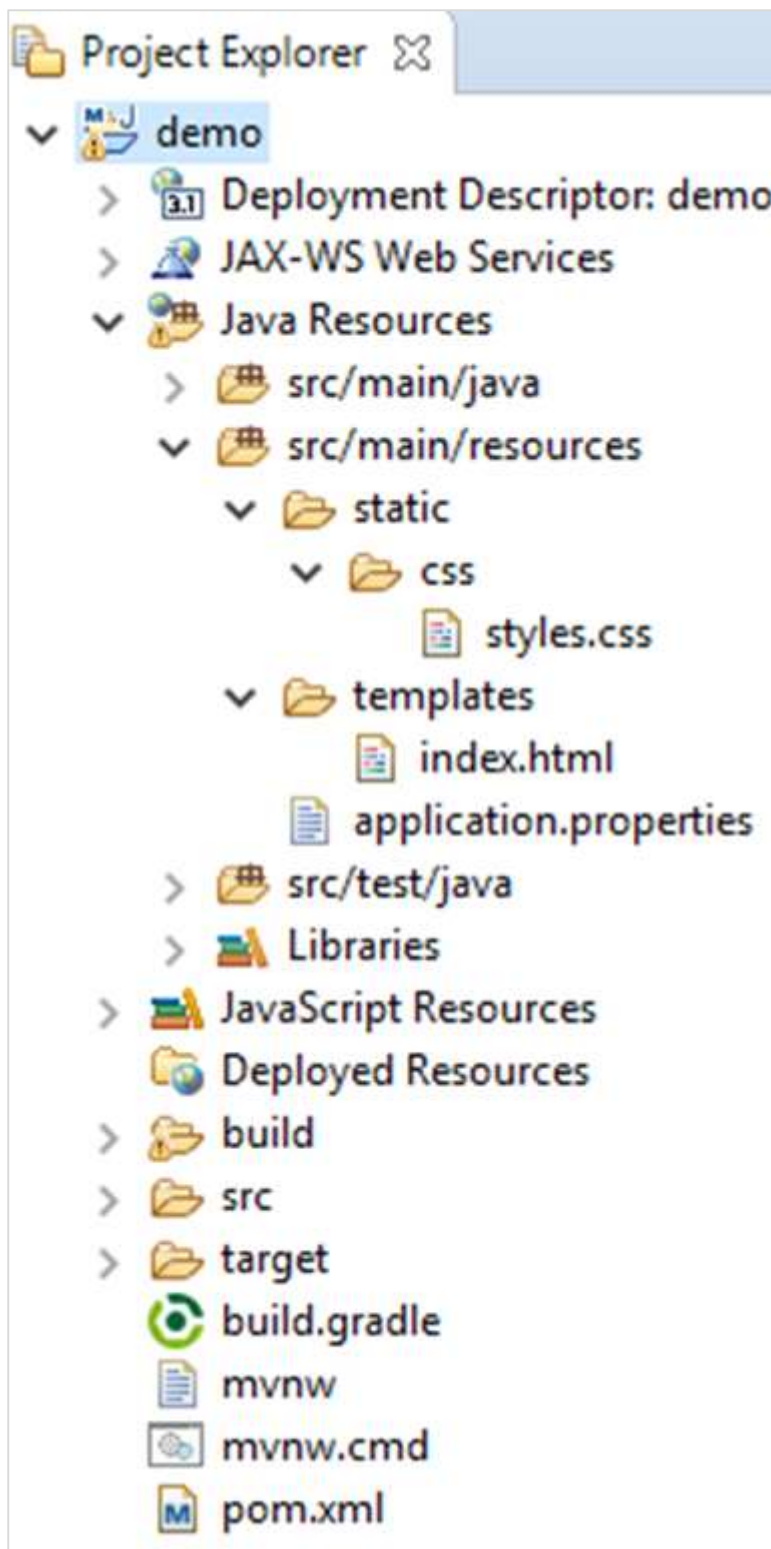 Project Explorer
demo
Deployment Descriptor: demo
3.1
JAX-WS Web Services
Java Resources
src/main/java
src/main/resources
static
css
styles.css
templates
index.html
application.properties
src/test/java
Libraries
JavaScript Resources
Deployed Resources
build
src
target
build.gradle
mvnw
mvnw.cmd
M
pom.xml